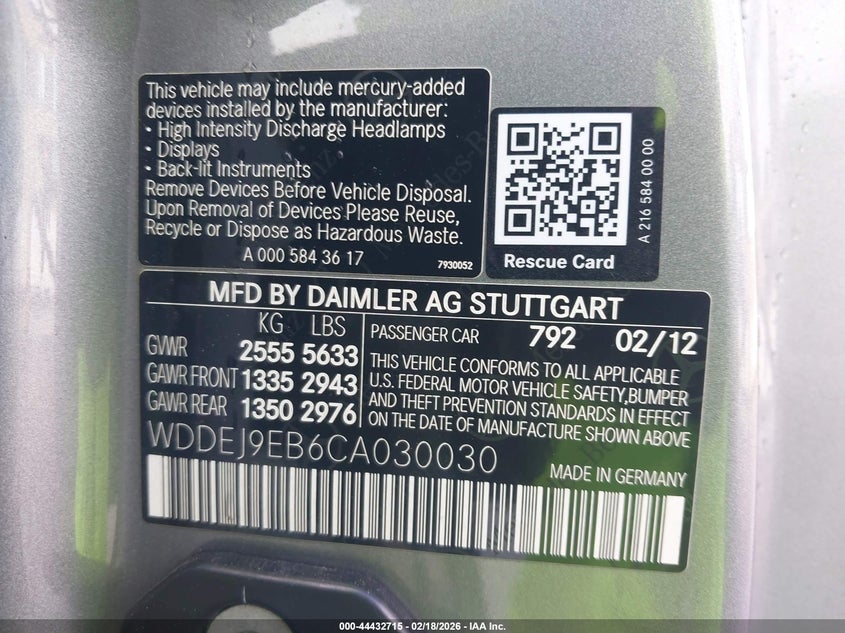 This vehicle may include mercury-added
devices installed by the manufacturer:
• High Intensity Discharge Headlamps
• Displays
• Back-lit Instruments
Remove Devices Before Vehicle Disposal.
Upon Removal of Devices Please Reuse,
Recycle or Dispose as Hazardous Waste.
A 000 584 36 17
7930052
Rescue Card
A 216 584 00 00
MFD BY DAIMLER AG STUTTGART
KG LBS
GVWR 2555 5633
GAWR FRONT 1335 2943
GAWR REAR 1350 2976
PASSENGER CAR 792 02/12
THIS VEHICLE CONFORMS TO ALL APPLICABLE
U.S. FEDERAL MOTOR VEHICLE SAFETY,BUMPER
AND THEFT PREVENTION STANDARDS IN EFFECT
ON THE DATE OF MANUFACTURE SHOWN ABOVE
WDDEJ9EB6CA030030
MADE IN GERMANY
000-44432715 - 02/18/2026 - IAA Inc.